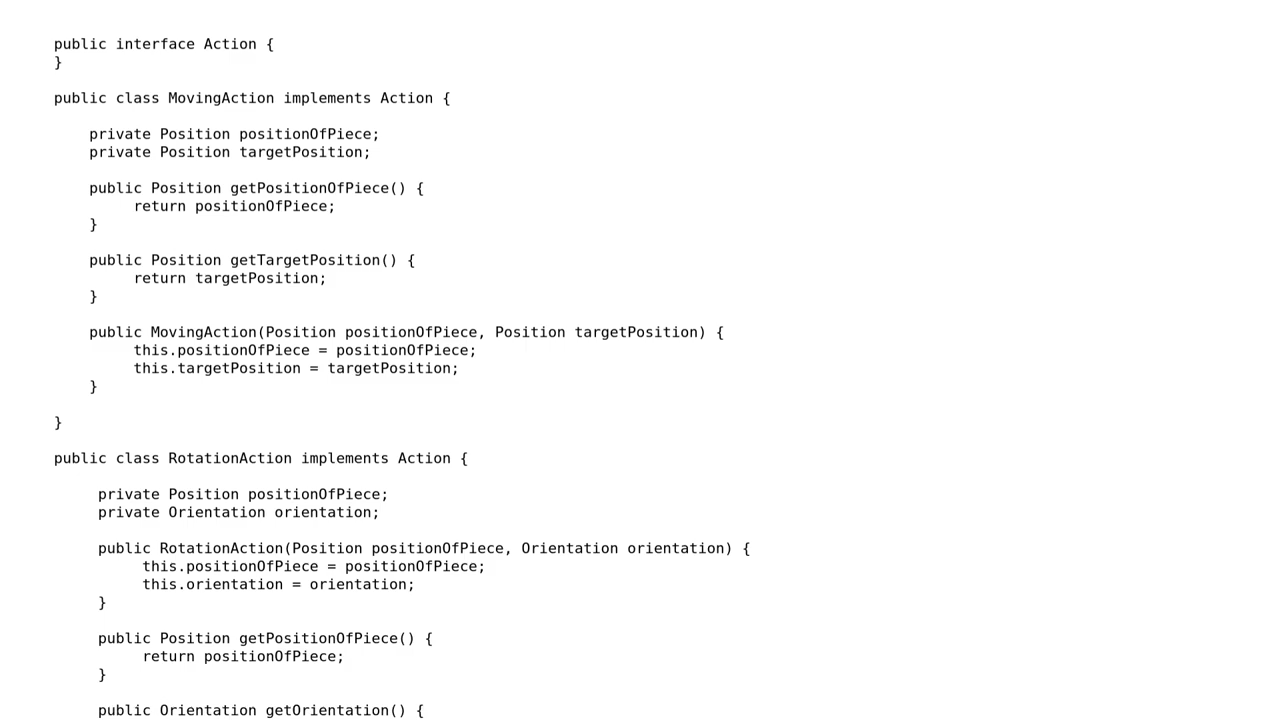 public interface Action {
}
public class MovingAction implements Action {
private Position positionOfPiece;
private Position targetPosition;
public Position getPositionOfPiece() {
return positionOfPiece;
}
public Position getTargetPosition() {
return targetPosition;
}
public MovingAction(Position positionOfPiece, Position targetPosition) {
this.positionOfPiece = positionOfPiece;
this.targetPosition = targetPosition;
}
}
public class RotationAction implements Action {
private Position positionOfPiece;
private Orientation orientation;
public RotationAction(Position positionOfPiece, Orientation orientation) {
this.positionOfPiece = positionOfPiece;
this.orientation = orientation;
}
public Position getPositionOfPiece() {
return positionOfPiece;
}
public Orientation getOrientation() {